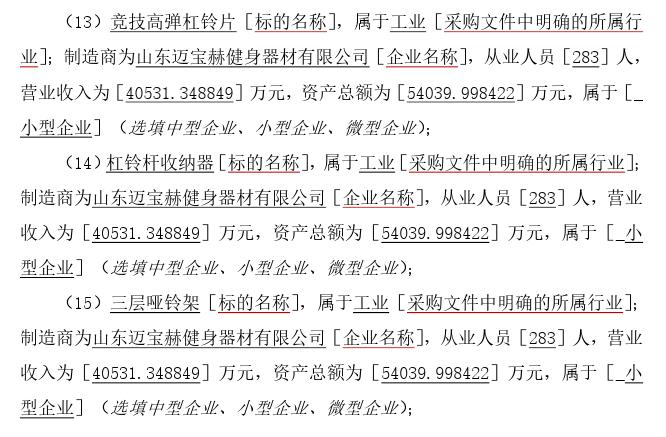 （13）竞技高弹杠铃片［标的名称］，属于工业［采购文件中明确的所属行
业］；制造商为山东迈宝赫健身器材有限公司［企业名称］，从业人员［283］人，
营业收入为［40531.348849］万元，资产总额为［54039.998422］万元，属于［_
小型企业］（选填中型企业、小型企业、微型企业）；
（14）杠铃杆收纳器［标的名称］，属于工业［采购文件中明确的所属行业］；
制造商为山东迈宝赫健身器材有限公司［企业名称］，从业人员［283］人，营业
收入为［40531.348849］万元，资产总额为［54039.998422］万元，属于［_小
型企业］（选填中型企业、小型企业、微型企业）；
（15）三层哑铃架［标的名称］，属于工业［采购文件中明确的所属行业］；
制造商为山东迈宝赫健身器材有限公司［企业名称］，从业人员［283］人，营业
收入为［40531.348849］万元，资产总额为［54039.998422］万元，属于［_小
型企业］（选填中型企业、小型企业、微型企业）；